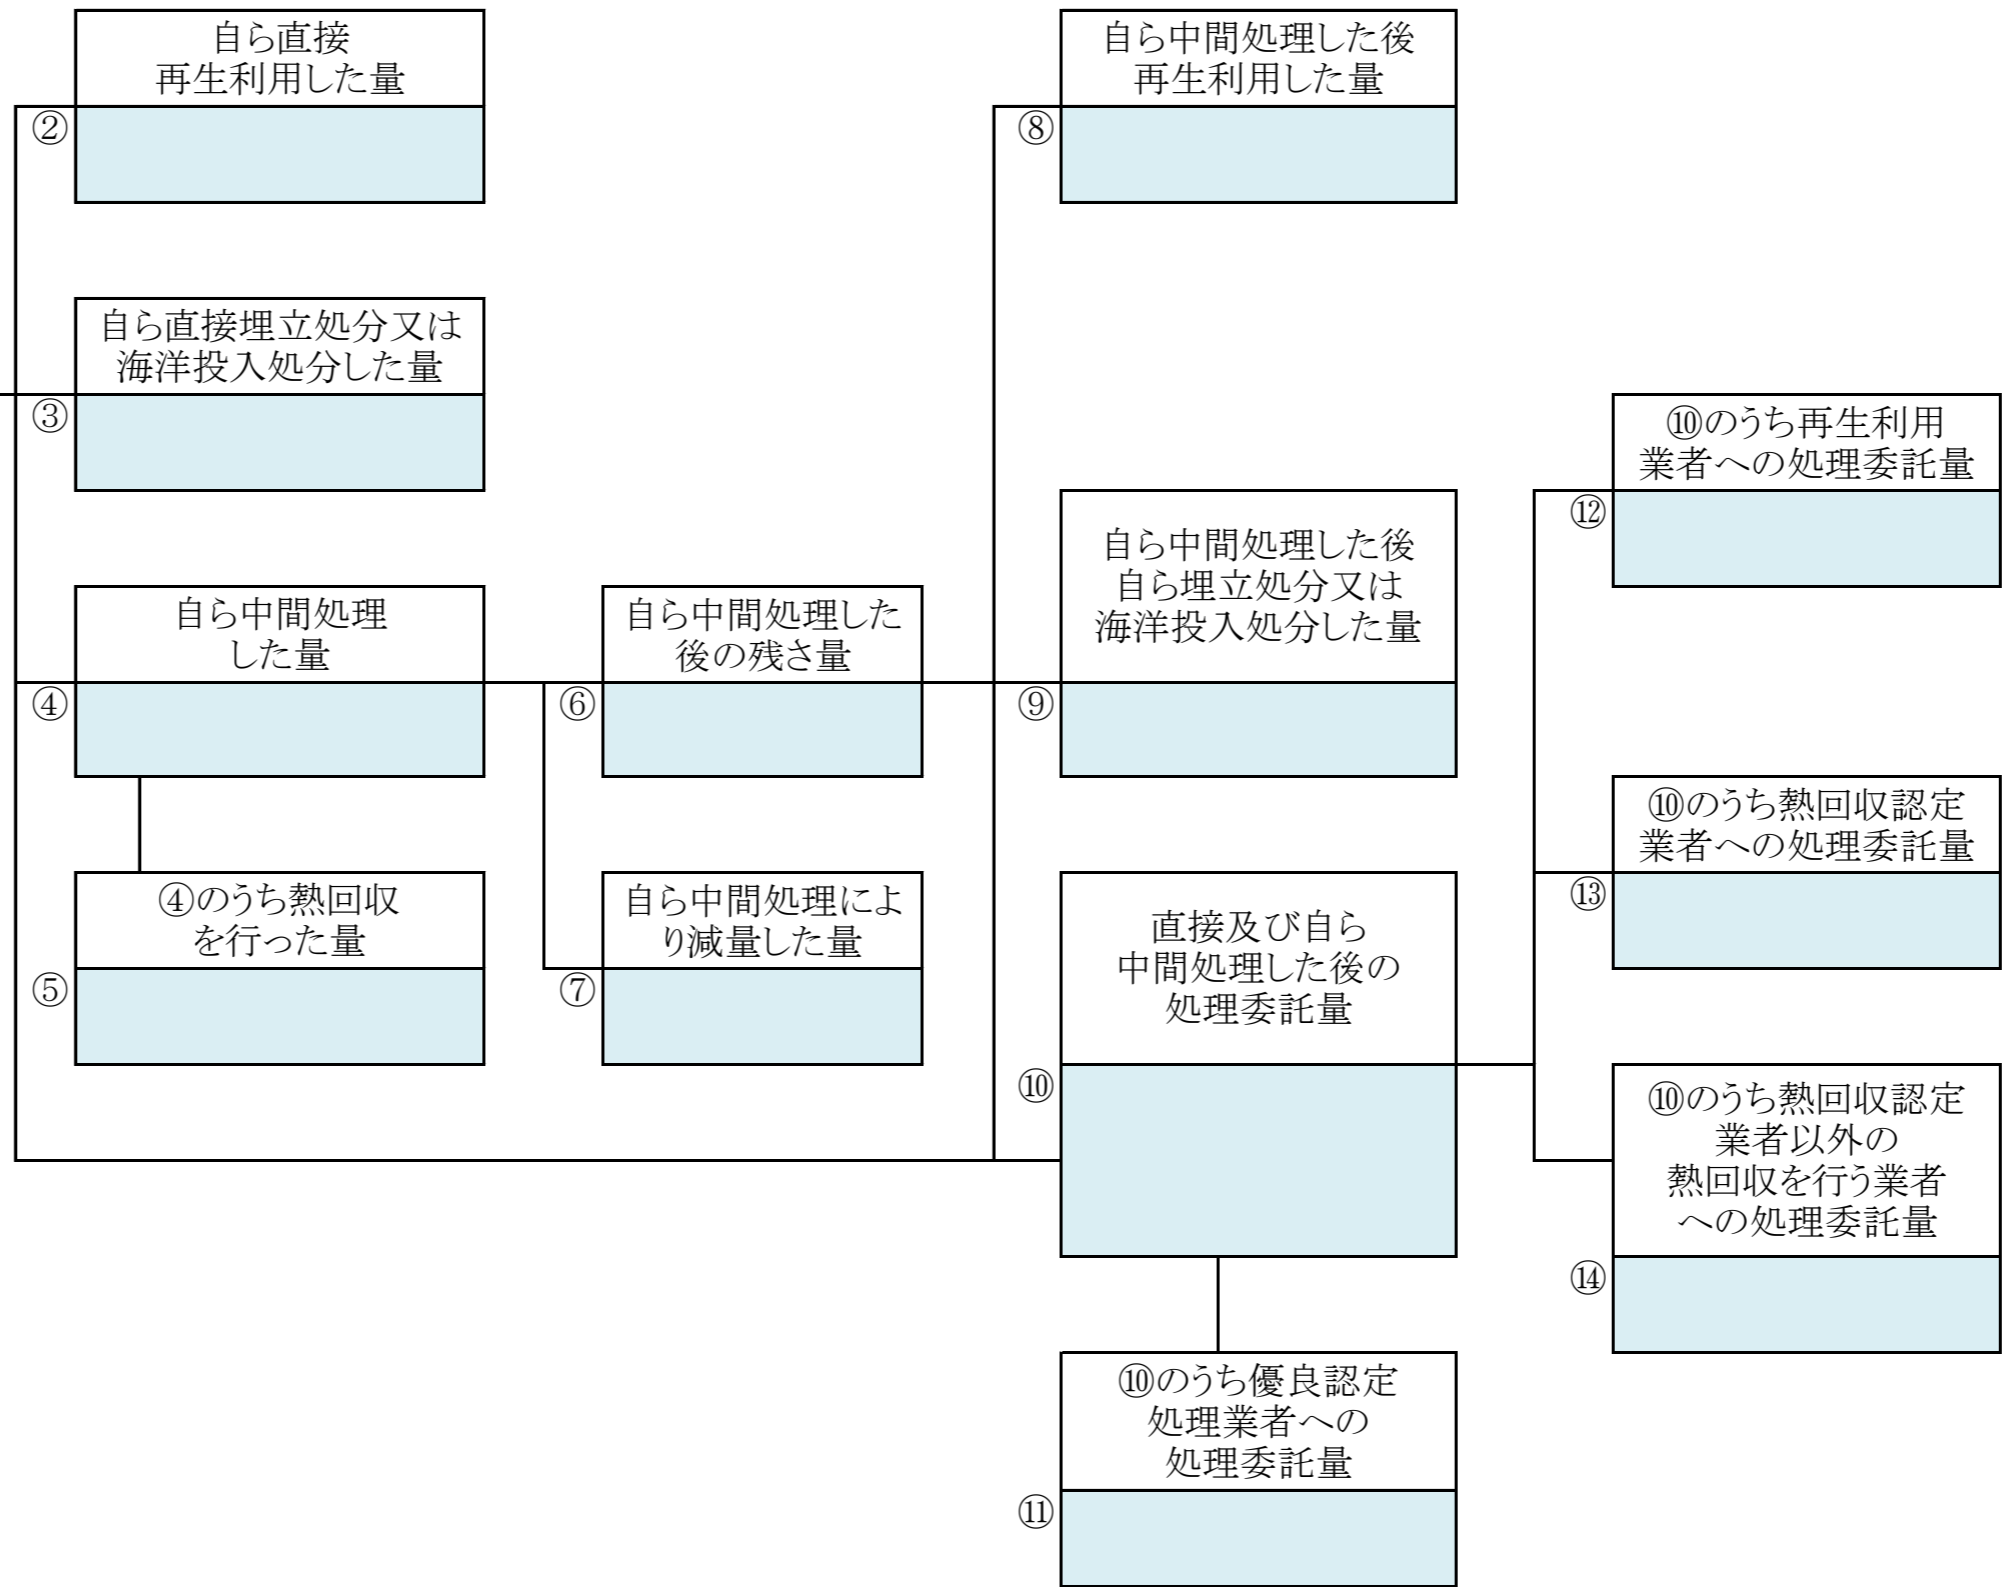 自ら直接
再生利用した量
②
自ら直接埋立処分又は
海洋投入処分した量
③
自ら中間処理
した量
④
④のうち熱回収
を行った量
⑤
自ら中間処理した
後の残さ量
⑥
自ら中間処理によ
り減量した量
⑦
自ら中間処理した後
再生利用した量
⑧
自ら中間処理した後
自ら埋立処分又は
海洋投入処分した量
⑨
直接及び自ら
中間処理した後の
処理委託量
⑩
⑩のうち優良認定
処理業者への
処理委託量
⑪
⑩のうち再生利用
業者への処理委託量
⑫
⑩のうち熱回収認定
業者への処理委託量
⑬
⑩のうち熱回収認定
業者以外の
熱回収を行う業者
への処理委託量
⑭